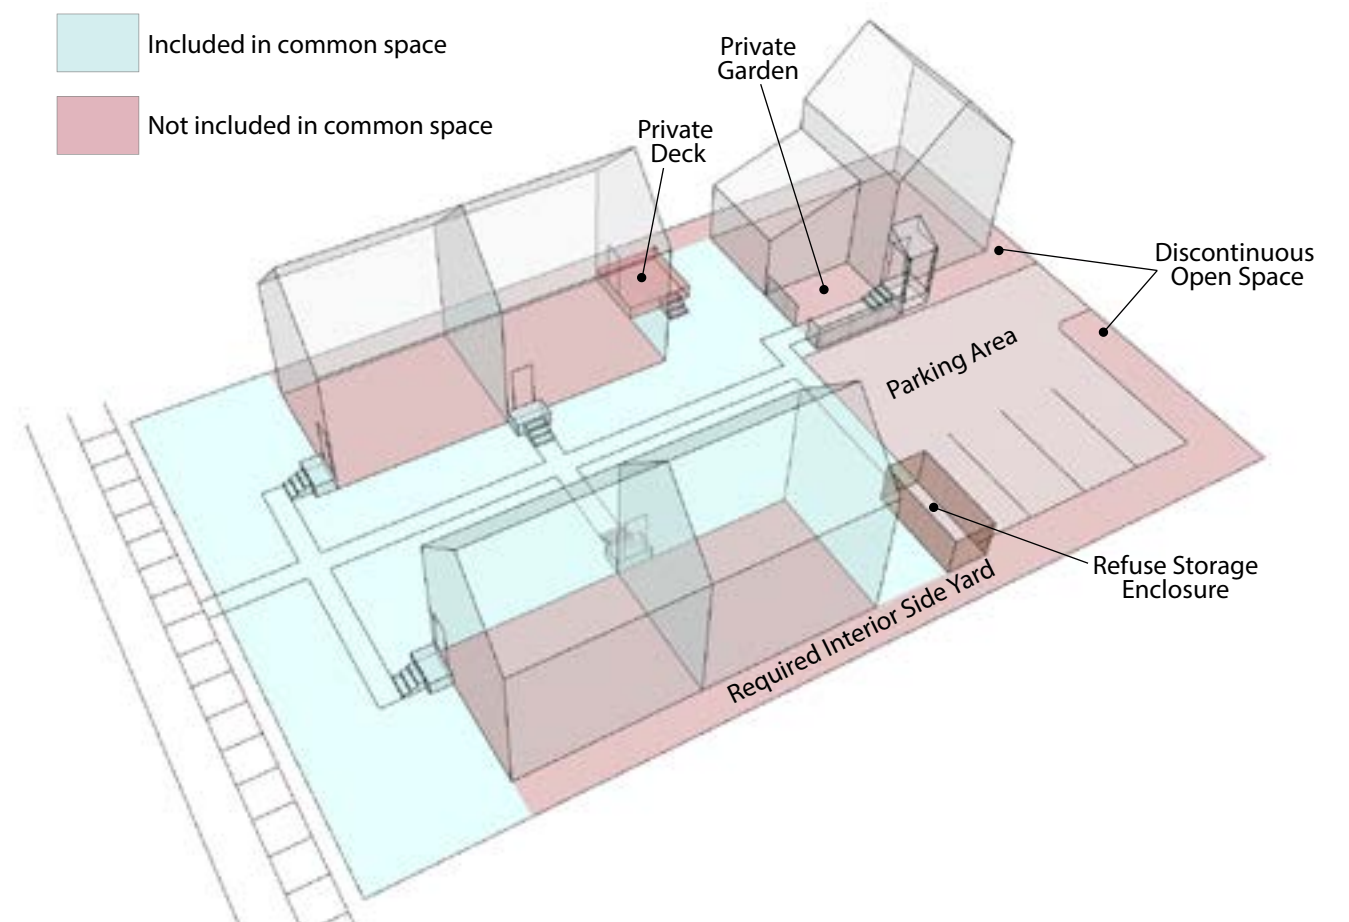 Included in common space
Not included in common space
Private
Garden
Private
Deck
Discontinuous
Open Space
Parking Area
Refuse Storage
Enclosure
Required Interior Side Yard